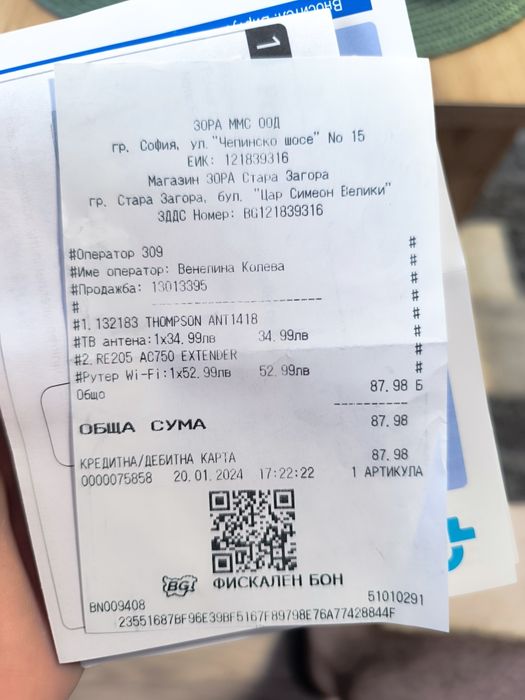 Вносител: Вирту
1
ЗОРА ММС ООД
гр. София, ул. "Чепинско шосе" No 15
ЕИК: 121839316
Магазин ЗОРА Стара Загора
гр. Стара Загора, бул. "Цар Симеон Велики"
ЗДДС Номер: BG121839316
#Оператор 309 #
#Име оператор: Венелина Колева #
#Продажба: 13013395 #
# ---------------------- #
#1. 132183 THOMPSON ANT1418 #
#ТВ антена:1x34.99лв 34.99лв #
#2. RE205 AC750 EXTENDER #
#Рутер Wi-Fi:1x52.99лв 52.99лв #
Общо 87.98 Б
----------
ОБЩА СУМА 87.98
КРЕДИТНА/ДЕБИТНА КАРТА 87.98
0000075858 20.01.2024 17:22:22 1 АРТИКУЛА
BG! ФИСКАЛЕН БОН
BN009408 51010291
23551687BF96E39BF5167F89798E76A77428844F